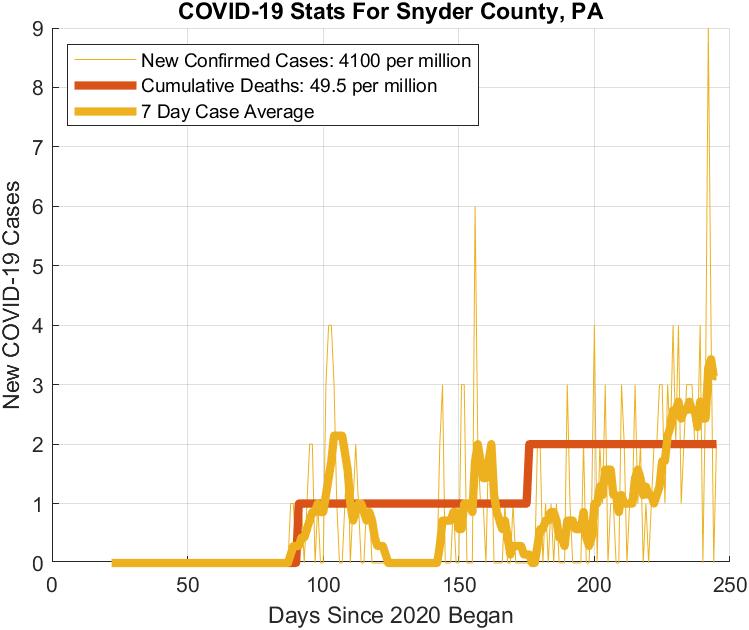 COVID-19 Stats For Snyder County, PA
New Confirmed Cases: 4100 per million
Cumulative Deaths: 49.5 per million
7 Day Case Average
New COVID-19 Cases
9
8
7
6
5
4
3
2
1
0
0 50 100 150 200 250
Days Since 2020 Began